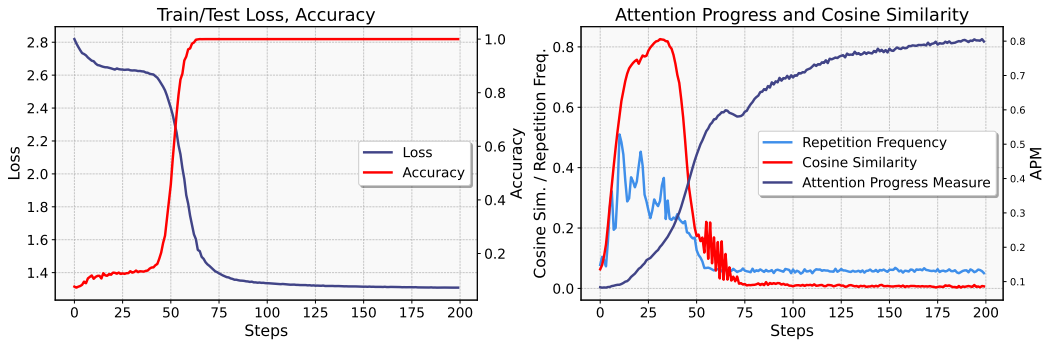 Train/Test Loss, Accuracy
Loss
2.8
2.6
2.4
2.2
2.0
1.8
1.6
1.4
1.0
0.8
0.6
0.4
0.2
Accuracy
Loss
Accuracy
0 25 50 75 100 125 150 175 200
Steps
Attention Progress and Cosine Similarity
Cosine Sim. / Repetition Freq.
0.8
0.6
0.4
0.2
0.0
0.8
0.7
0.6
0.5
0.4
0.3
0.2
0.1
APM
Repetition Frequency
Cosine Similarity
Attention Progress Measure
0 25 50 75 100 125 150 175 200
Steps